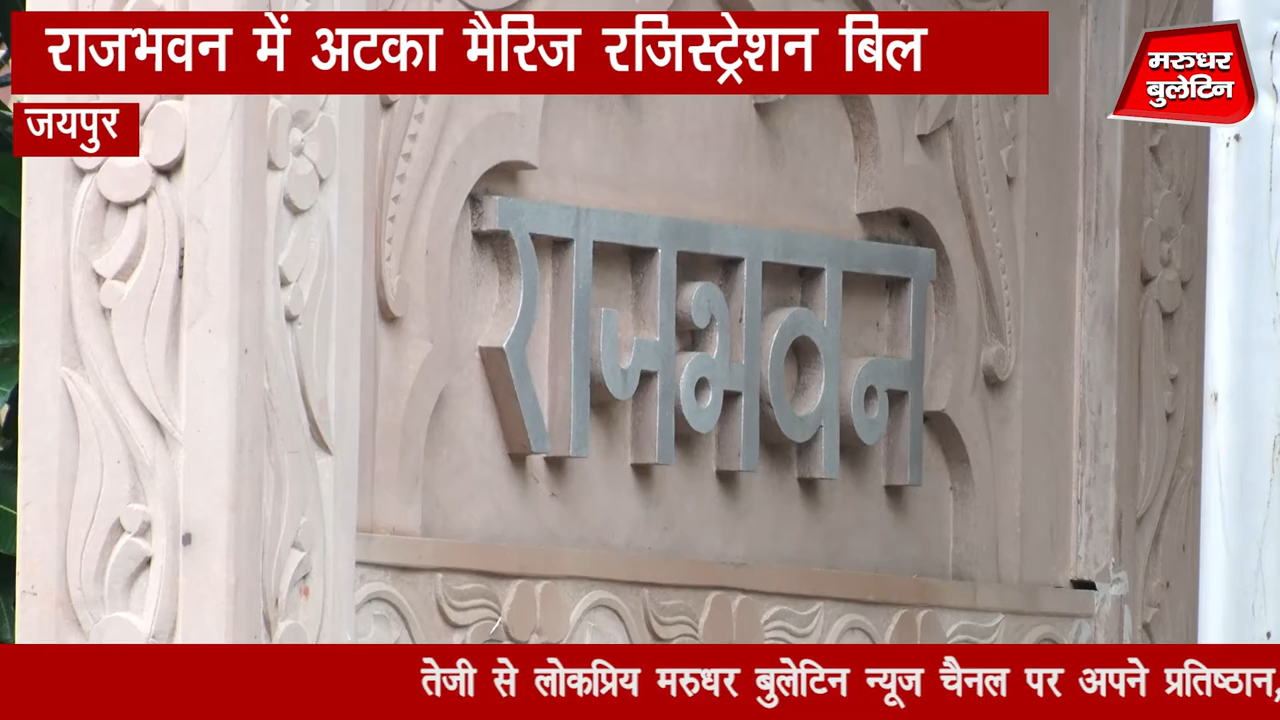 राजभवन में अटका मैरिज रजिस्ट्रेशन बिल
मरुधर
बुलेटिन
जयपुर
राजभवन
तेजी से लोकप्रिय मरुधर बुलेटिन न्यूज चैनल पर अपने प्रतिष्ठान,